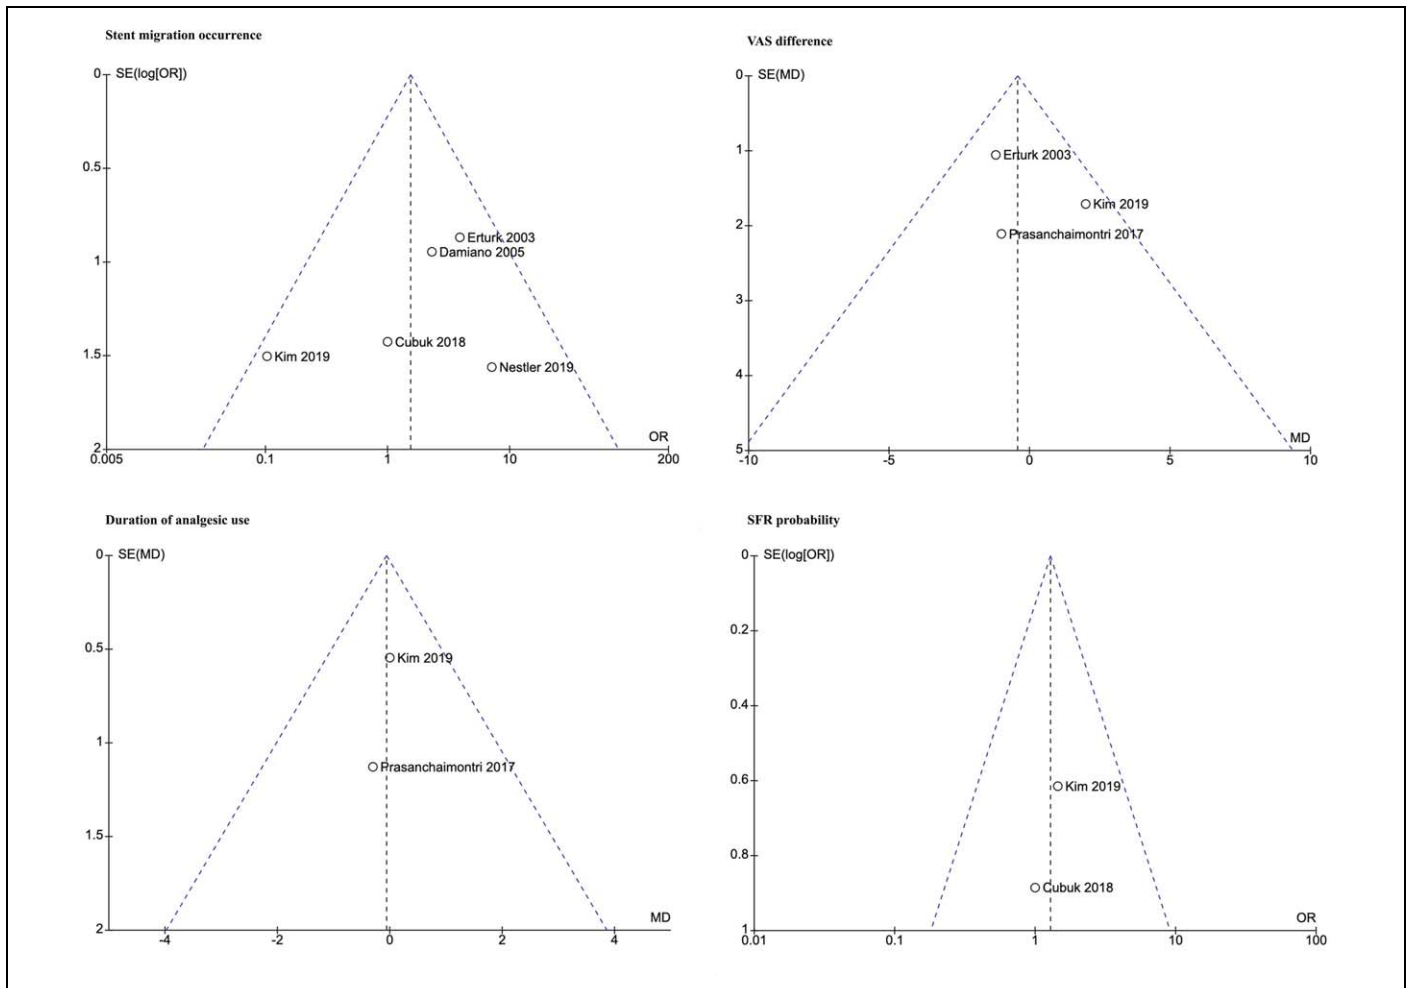 Stent migration occurrence
0 SE(log[OR])
0.5
Erturk 2003
Damiano 2005
1
Cubuk 2018
1.5
Kim 2019
Nestler 2019
OR
2
0.005 0.1 1 10 200
VAS difference
0 SE(MD)
1
Erturk 2003
Kim 2019
2
Prasanchaimontri 2017
3
4
MD
5
-10 -5 0 5 10
Duration of analgesic use
0 SE(MD)
0.5
Kim 2019
1
Prasanchaimontri 2017
1.5
MD
2
-4 -2 0 2 4
SFR probability
0 SE(log[OR])
0.2
0.4
0.6
Kim 2019
0.8
Cubuk 2018
OR
1
0.01 0.1 1 10 100